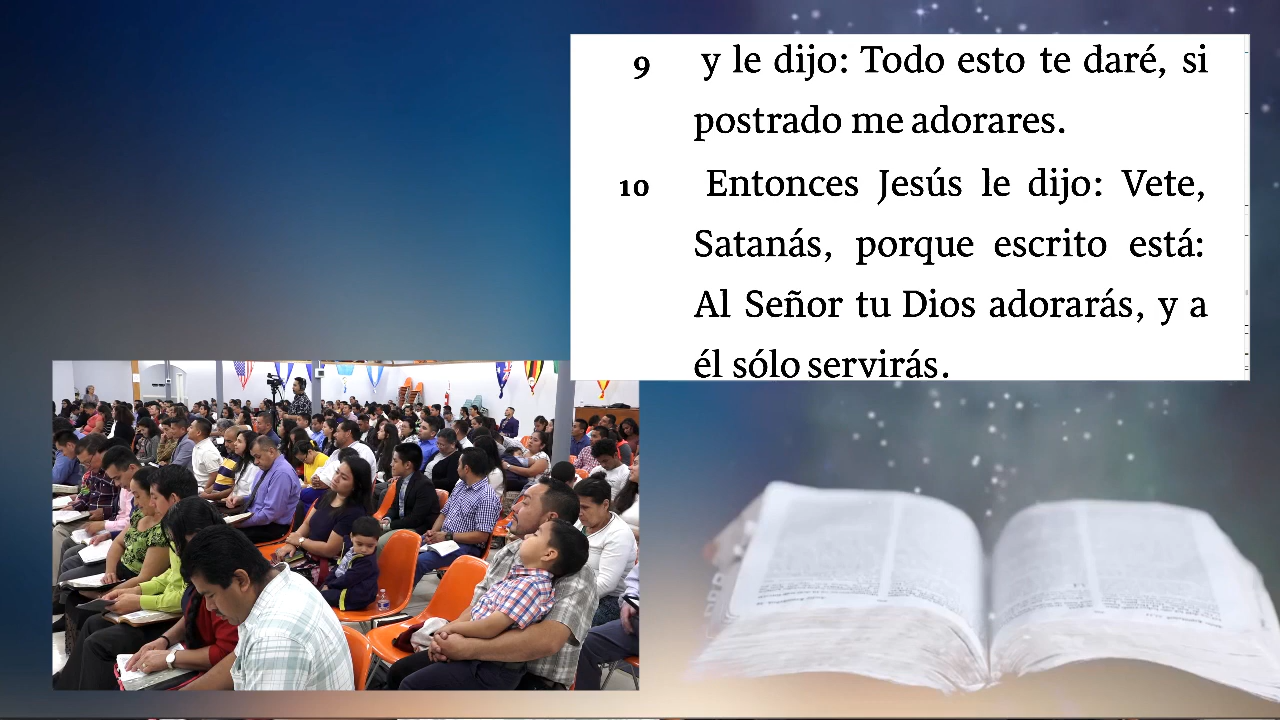 9 y le dijo: Todo esto te daré, si
postrado me adorares.
10 Entonces Jesús le dijo: Vete,
Satanás, porque escrito está:
Al Señor tu Dios adorarás, y a
él sólo servirás.